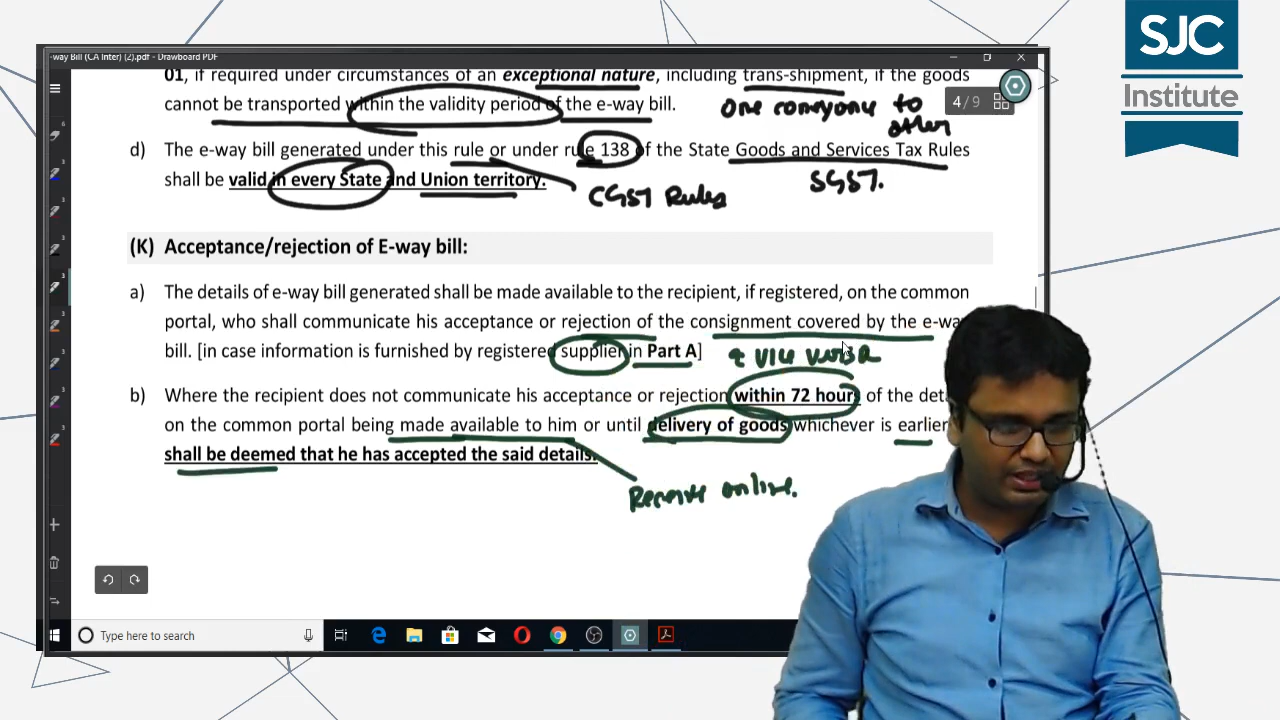 SJC
Institute
-way Bill (CA Inter) (2).pdf - Drawboard PDF
01, if required under circumstances of an exceptional nature, including trans-shipment, if the goods
cannot be transported within the validity period of the e-way bill.
one conveyance to
other
4 / 9
d) The e-way bill generated under this rule or under rule 138 of the State Goods and Services Tax Rules
shall be valid in every State and Union territory.
CGST Rules
SGST.
(K) Acceptance/rejection of E-way bill:
a) The details of e-way bill generated shall be made available to the recipient, if registered, on the common
portal, who shall communicate his acceptance or rejection of the consignment covered by the e-way
bill. [in case information is furnished by registered supplier in Part A]
& vice versa
b) Where the recipient does not communicate his acceptance or rejection within 72 hours of the
on the common portal being made available to him or until delivery of goods whichever is earlier
shall be deemed that he has accepted the said details.
Receive online.
Type here to search